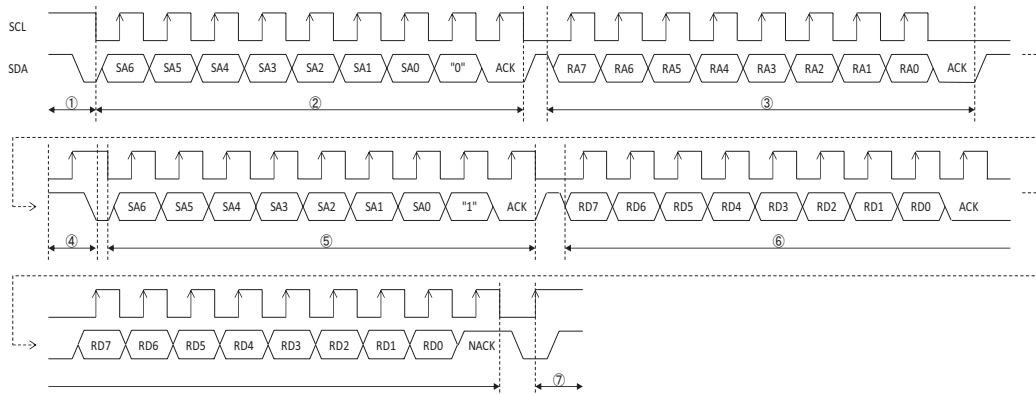 SCL
SDA
SA6 SA5 SA4 SA3 SA2 SA1 SA0 "0" ACK RA7 RA6 RA5 RA4 RA3 RA2 RA1 RA0 ACK
① ② ③
SA6 SA5 SA4 SA3 SA2 SA1 SA0 "1" ACK RD7 RD6 RD5 RD4 RD3 RD2 RD1 RD0 ACK
④ ⑤ ⑥
RD7 RD6 RD5 RD4 RD3 RD2 RD1 RD0 NACK
⑦